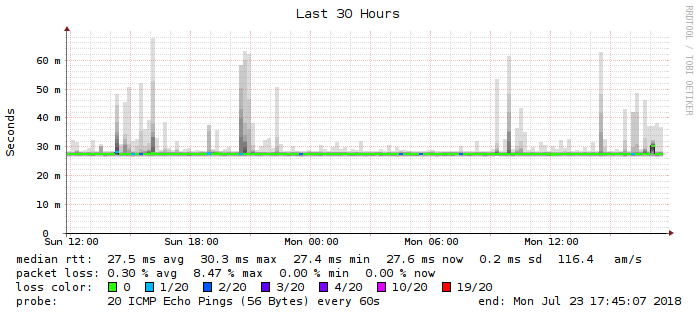 Last 30 Hours
RRDTOOL / TOBI OETIKER
Seconds
60 m
50 m
40 m
30 m
20 m
10 m
0
Sun 12:00 Sun 18:00 Mon 00:00 Mon 06:00 Mon 12:00
median rtt: 27.5 ms avg 30.3 ms max 27.4 ms min 27.6 ms now 0.2 ms sd 116.4 am/s
packet loss: 0.30 % avg 8.47 % max 0.00 % min 0.00 % now
loss color: 0 1/20 2/20 3/20 4/20 10/20 19/20
probe: 20 ICMP Echo Pings (56 Bytes) every 60s end: Mon Jul 23 17:45:07 2018